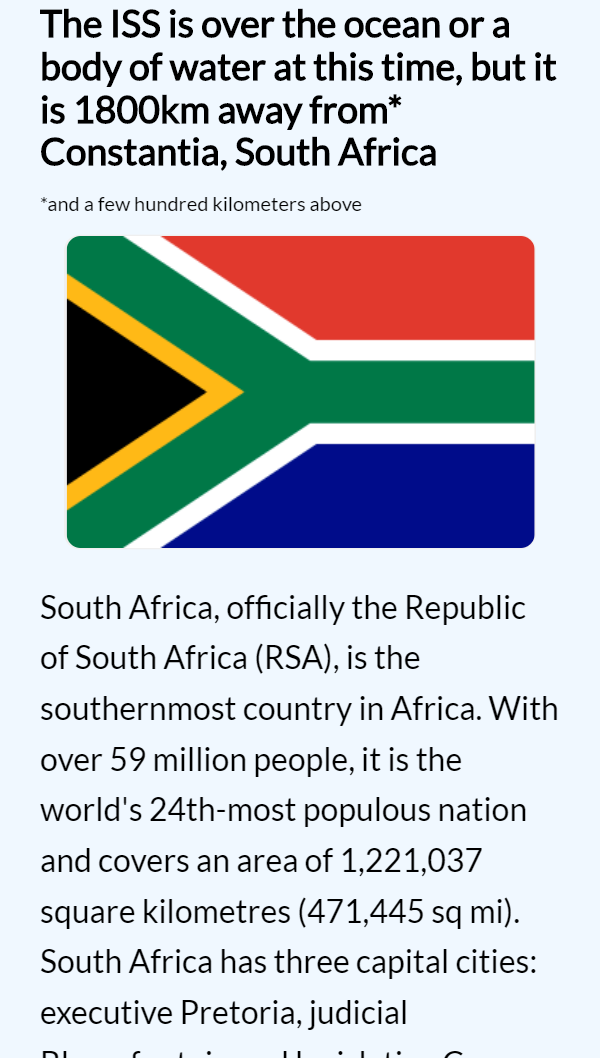 The ISS is over the ocean or a
body of water at this time, but it
is 1800km away from*
Constantia, South Africa
*and a few hundred kilometers above
South Africa, officially the Republic
of South Africa (RSA), is the
southernmost country in Africa. With
over 59 million people, it is the
world's 24th-most populous nation
and covers an area of 1,221,037
square kilometres (471,445 sq mi).
South Africa has three capital cities:
executive Pretoria, judicial